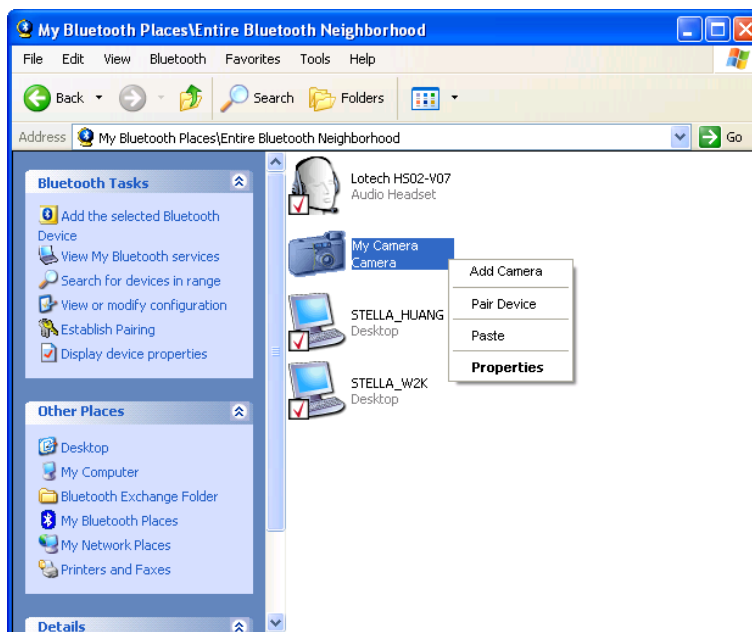 My Bluetooth Places\Entire Bluetooth Neighborhood
File Edit View Bluetooth Favorites Tools Help
Back Search Folders
Address My Bluetooth Places\Entire Bluetooth Neighborhood Go
Bluetooth Tasks
Add the selected Bluetooth
Device
View My Bluetooth services
Search for devices in range
View or modify configuration
Establish Pairing
Display device properties
Other Places
Desktop
My Computer
Bluetooth Exchange Folder
My Bluetooth Places
My Network Places
Printers and Faxes
Details
Lotech HS02-V07
Audio Headset
My Camera
Camera
STELLA_HUANG
Desktop
STELLA_W2K
Desktop
Add Camera
Pair Device
Paste
Properties